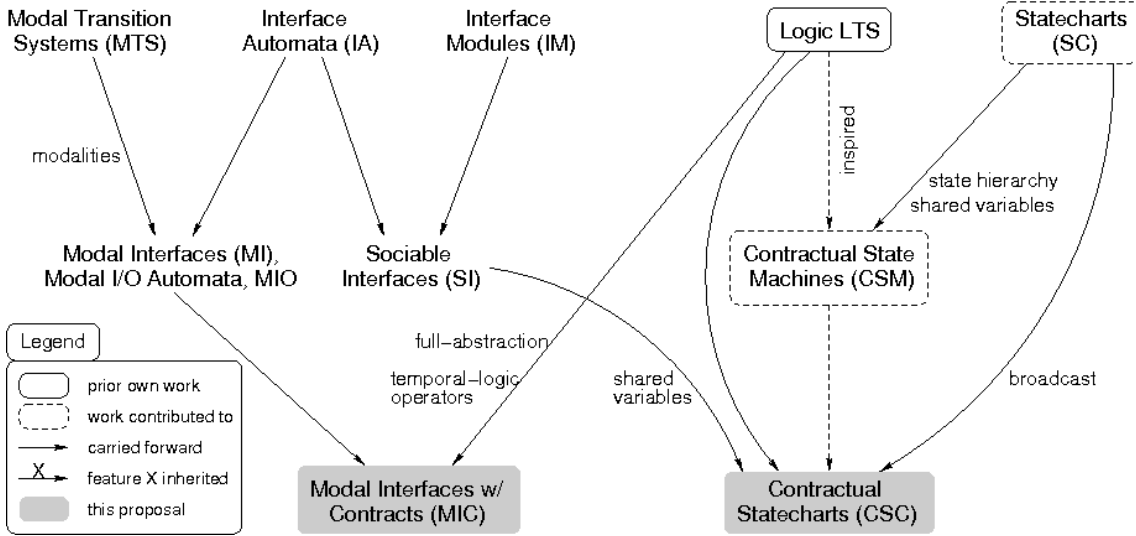 Modal Transition
Systems (MTS)
Interface
Automata (IA)
Interface
Modules (IM)
Logic LTS
Statecharts
(SC)
modalities
inspired
state hierarchy
shared variables
Modal Interfaces (MI),
Modal I/O Automata, MIO
Sociable
Interfaces (SI)
Contractual State
Machines (CSM)
full-abstraction
temporal-logic
operators
shared
variables
broadcast
Legend
prior own work
work contributed to
carried forward
X
feature X inherited
this proposal
Modal Interfaces w/
Contracts (MIC)
Contractual
Statecharts (CSC)